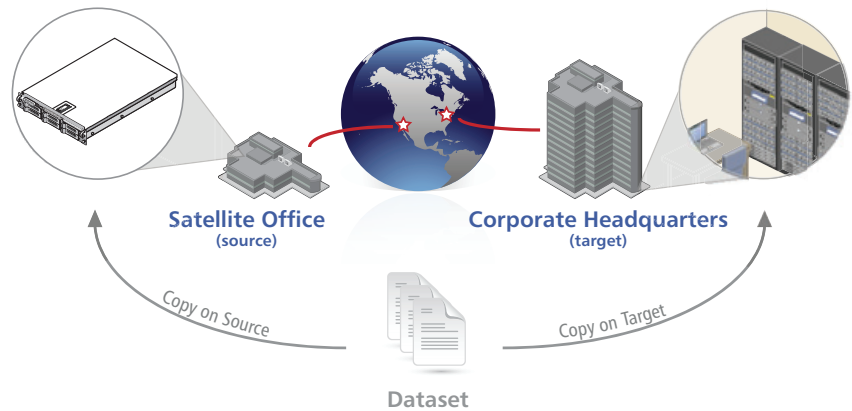 Satellite Office
(source)
Corporate Headquarters
(target)
Copy on Source
Copy on Target
Dataset